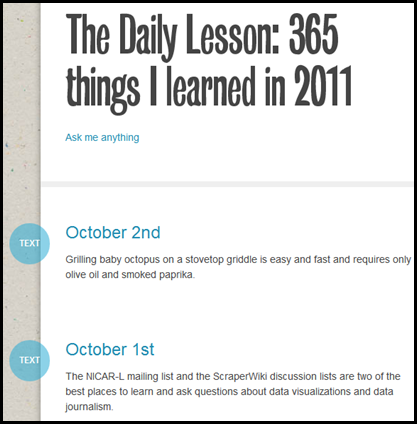 The Daily Lesson: 365
things I learned in 2011
Ask me anything
TEXT
October 2nd
Grilling baby octopus on a stovetop griddle is easy and fast and requires only
olive oil and smoked paprika.
TEXT
October 1st
The NICAR-L mailing list and the ScraperWiki discussion lists are two of the
best places to learn and ask questions about data visualizations and data
journalism.